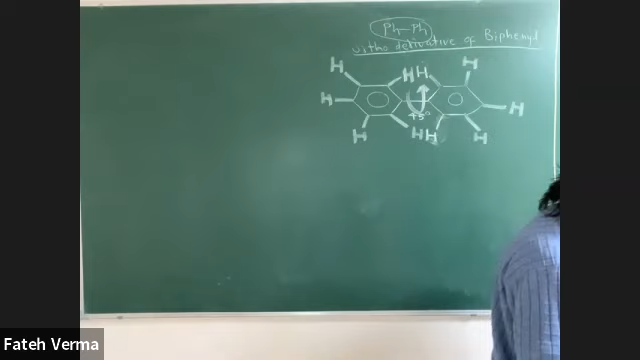 Ph-Ph
ortho derivative of Biphenyl
H H H H
H H
45°
H H H H
Fateh Verma